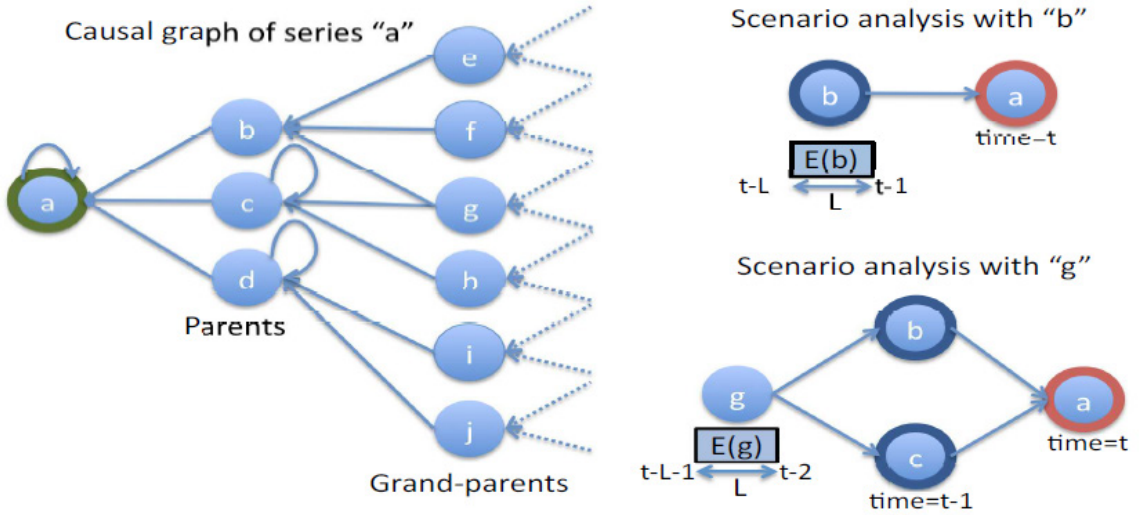 Causal graph of series “a”
a
b
c
d
Parents
e
f
g
h
i
j
Grand-parents
Scenario analysis with “b”
b
a
time=t
E(b)
t-L
t-1
L
Scenario analysis with “g”
b
g
a
E(g)
time=t
t-L-1
t-2
L
c
time=t-1